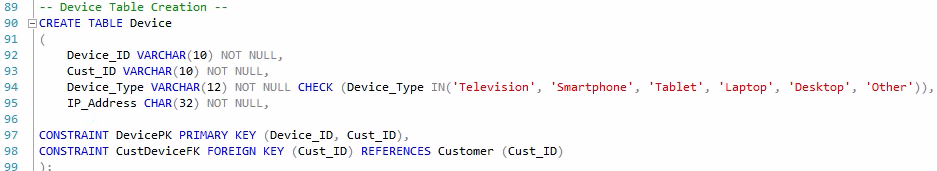 89 -- Device Table Creation --
90 CREATE TABLE Device
91 (
92 Device_ID VARCHAR(10) NOT NULL,
93 Cust_ID VARCHAR(10) NOT NULL,
94 Device_Type VARCHAR(12) NOT NULL CHECK (Device_Type IN('Television', 'Smartphone', 'Tablet', 'Laptop', 'Desktop', 'Other')),
95 IP_Address CHAR(32) NOT NULL,
96
97 CONSTRAINT DevicePK PRIMARY KEY (Device_ID, Cust_ID),
98 CONSTRAINT CustDeviceFK FOREIGN KEY (Cust_ID) REFERENCES Customer (Cust_ID)
99 );